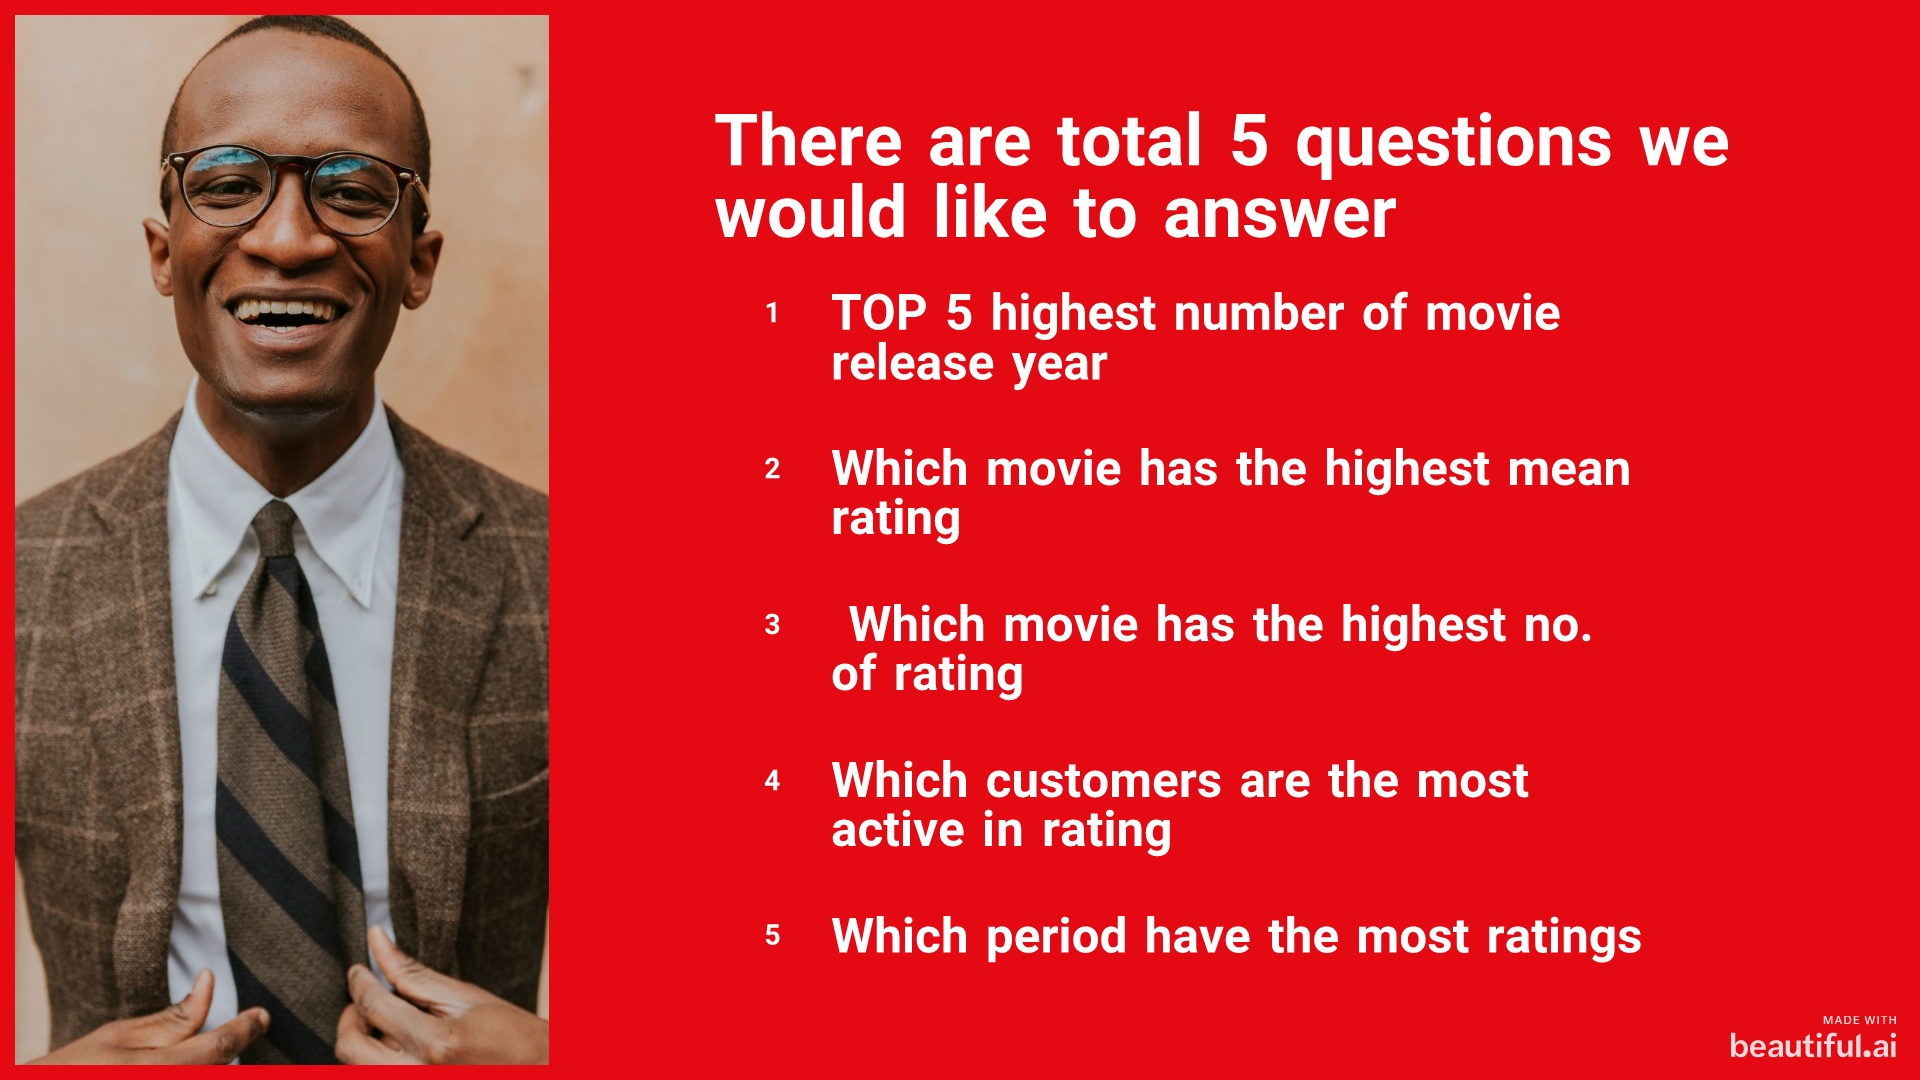 There are total 5 questions we
would like to answer
1 TOP 5 highest number of movie
release year
2 Which movie has the highest mean
rating
3 Which movie has the highest no.
of rating
4 Which customers are the most
active in rating
5 Which period have the most ratings
MADE WITH
beautiful.ai